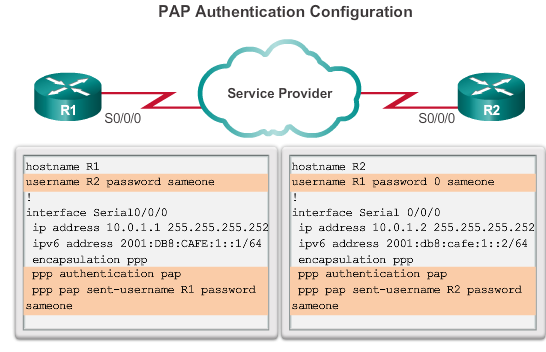 PAP Authentication Configuration
R1
S0/0/0
Service Provider
S0/0/0
R2
hostname R1
username R2 password sameone
!
interface Serial0/0/0
ip address 10.0.1.1 255.255.255.252
ipv6 address 2001:DB8:CAFE:1::1/64
encapsulation ppp
ppp authentication pap
ppp pap sent-username R1 password
sameone
hostname R2
username R1 password 0 sameone
!
interface Serial 0/0/0
ip address 10.0.1.2 255.255.255.252
ipv6 address 2001:db8:cafe:1::2/64
encapsulation ppp
ppp authentication pap
ppp pap sent-username R2 password
sameone